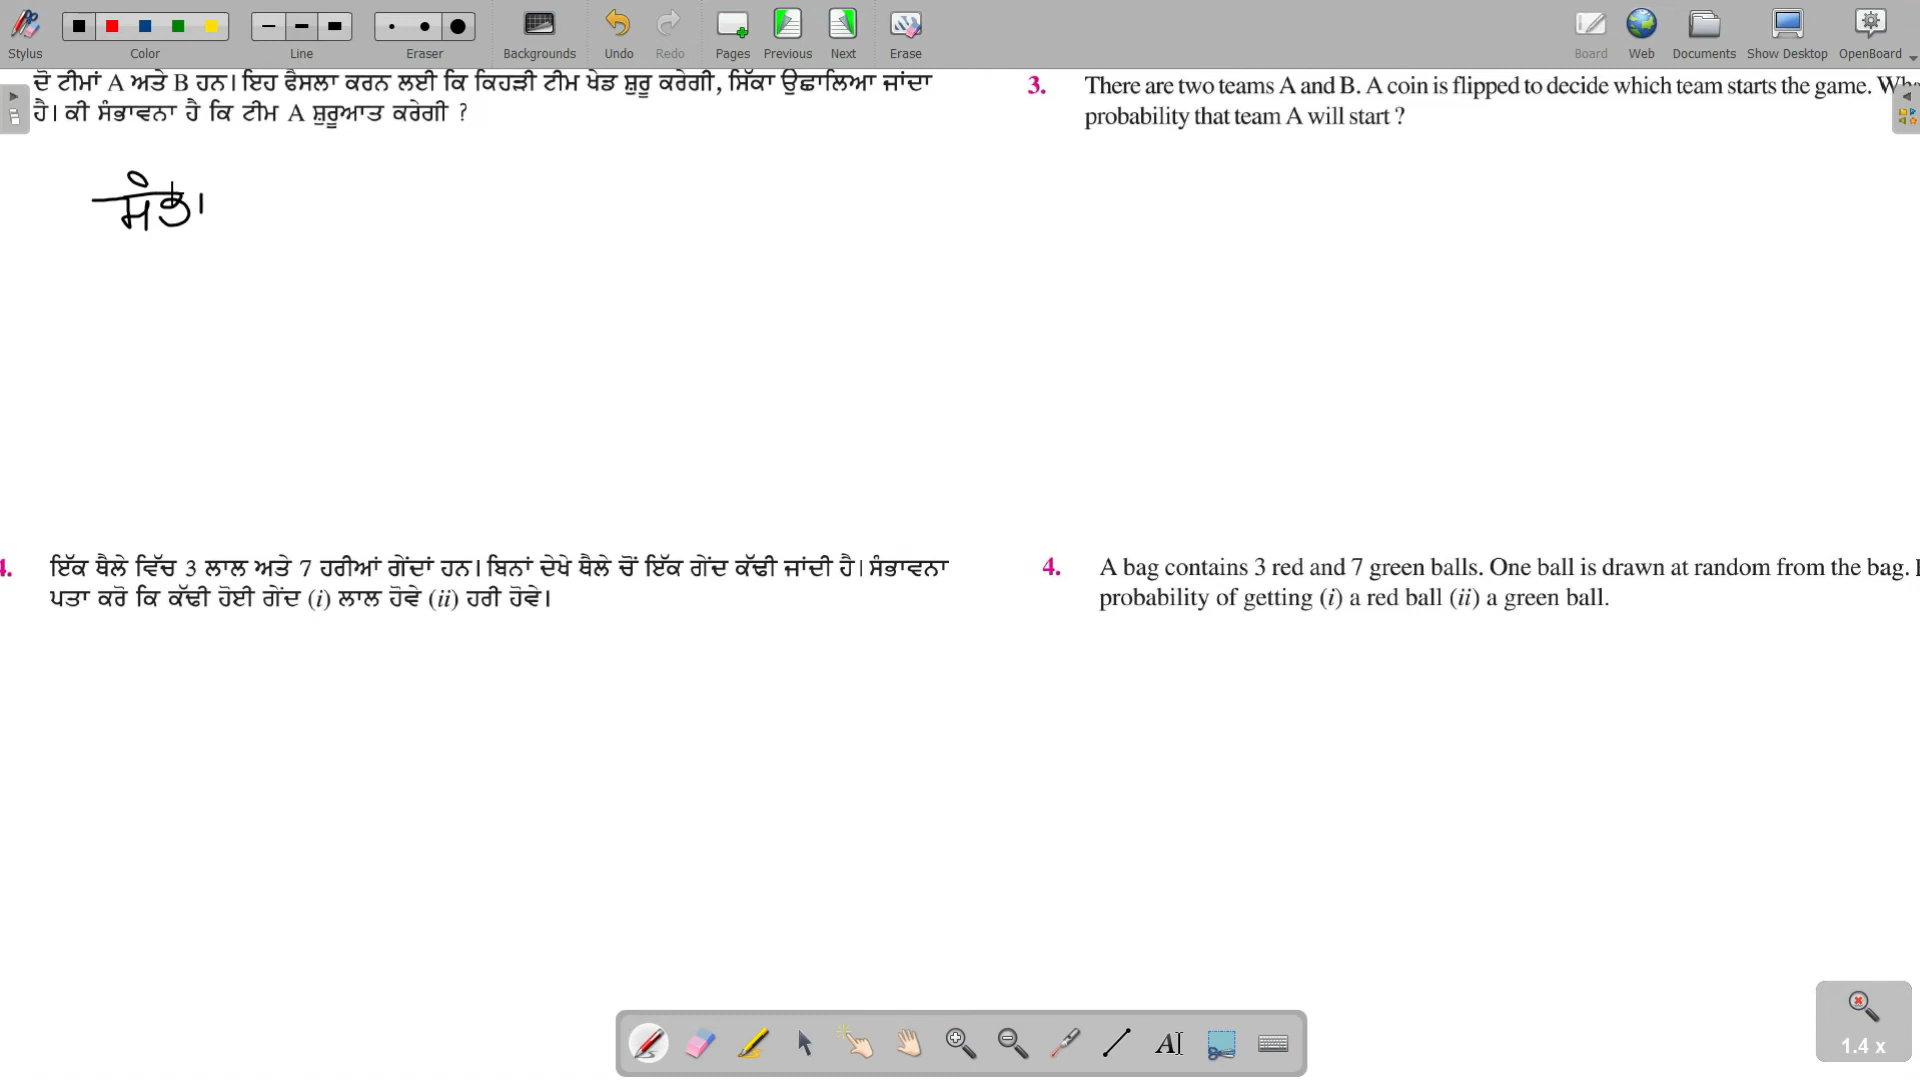 Stylus
Color
Line
Eraser
Backgrounds
Undo
Redo
Pages
Previous
Next
Erase
Board
Web
Documents
Show Desktop
OpenBoard
ਦੋ ਟੀਮਾਂ A ਅਤੇ B ਹਨ। ਇਹ ਫੈਸਲਾ ਕਰਨ ਲਈ ਕਿ ਕਿਹੜੀ ਟੀਮ ਖੇਡ ਸ਼ੁਰੂ ਕਰੇਗੀ, ਸਿੱਕਾ ਉਛਾਲਿਆ ਜਾਂਦਾ
ਹੈ। ਕੀ ਸੰਭਾਵਨਾ ਹੈ ਕਿ ਟੀਮ A ਸ਼ੁਰੂਆਤ ਕਰੇਗੀ ?
ਸੰਭਾ
3. There are two teams A and B. A coin is flipped to decide which team starts the game.
probability that team A will start ?
4. ਇੱਕ ਥੈਲੇ ਵਿੱਚ 3 ਲਾਲ ਅਤੇ 7 ਹਰੀਆਂ ਗੇਂਦਾਂ ਹਨ। ਬਿਨਾਂ ਦੇਖੇ ਥੈਲੇ ਚੋਂ ਇੱਕ ਗੇਂਦ ਕੱਢੀ ਜਾਂਦੀ ਹੈ। ਸੰਭਾਵਨਾ
ਪਤਾ ਕਰੋ ਕਿ ਕੱਢੀ ਹੋਈ ਗੇਂਦ (i) ਲਾਲ ਹੋਵੇ (ii) ਹਰੀ ਹੋਵੇ।
4. A bag contains 3 red and 7 green balls. One ball is drawn at random from the bag.
probability of getting (i) a red ball (ii) a green ball.
1.4 x